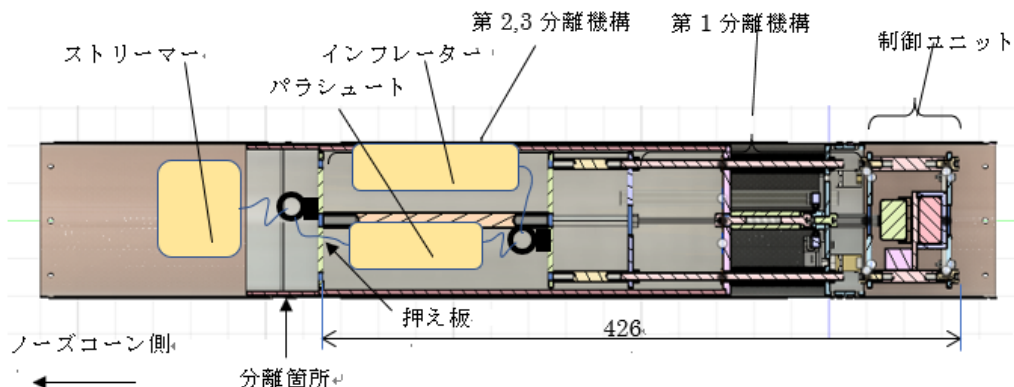 第2,3分離機構
第1分離機構
制御ユニット
ストリーマー
インフレーター
パラシュート
押え板
426
ノーズコーン側
分離箇所